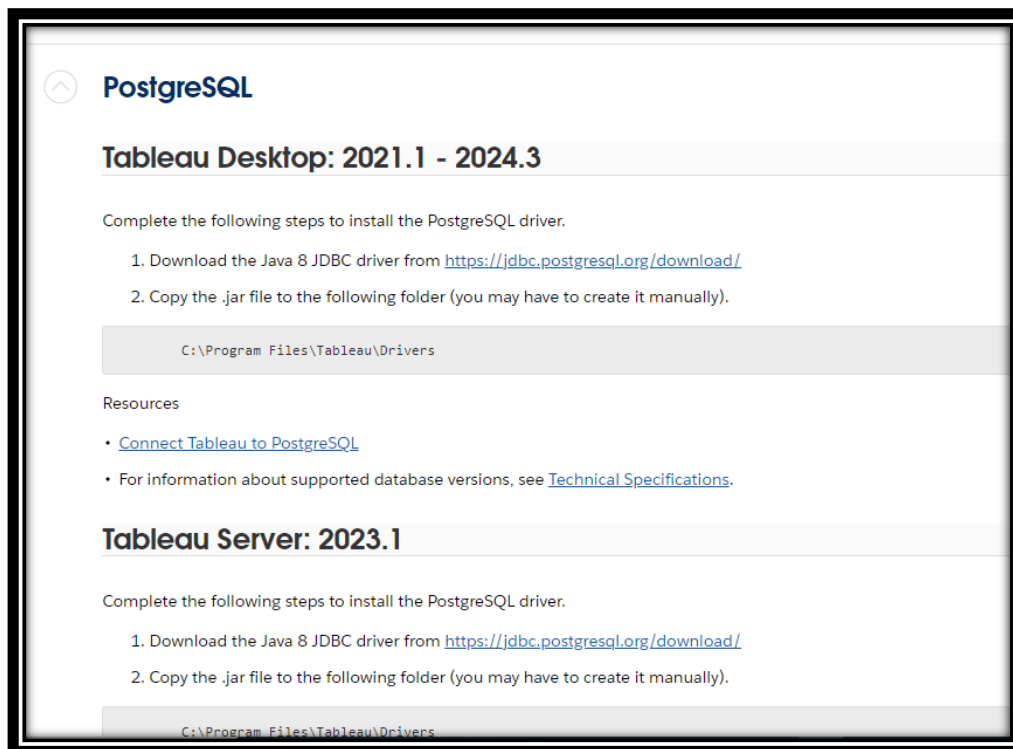 PostgreSQL
Tableau Desktop: 2021.1 - 2024.3
Complete the following steps to install the PostgreSQL driver.
1. Download the Java 8 JDBC driver from https://jdbc.postgresql.org/download/
2. Copy the .jar file to the following folder (you may have to create it manually).
C:\Program Files\Tableau\Drivers
Resources
• Connect Tableau to PostgreSQL
• For information about supported database versions, see Technical Specifications.
Tableau Server: 2023.1
Complete the following steps to install the PostgreSQL driver.
1. Download the Java 8 JDBC driver from https://jdbc.postgresql.org/download/
2. Copy the .jar file to the following folder (you may have to create it manually).
C:\Program Files\Tableau\Drivers